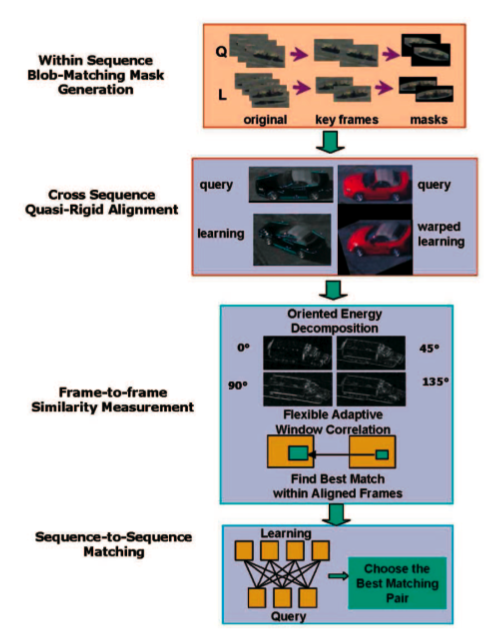 Within Sequence
Blob-Matching Mask
Generation
Q
L
original key frames masks
Cross Sequence
Quasi-Rigid Alignment
query
query
learning
warped
learning
Frame-to-frame
Similarity Measurement
Oriented Energy
Decomposition
0°
45°
90°
135°
Flexible Adaptive
Window Correlation
Find Best Match
within Aligned Frames
Sequence-to-Sequence
Matching
Learning
Query
Choose the
Best Matching
Pair